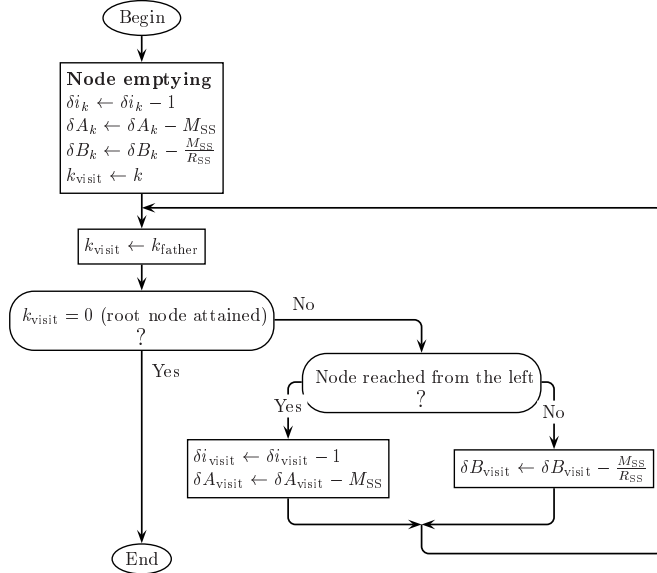 Begin
Node emptying
δi_k ← δi_k − 1
δA_k ← δA_k − M_SS
δB_k ← δB_k − M_SS/R_SS
k_visit ← k
k_visit ← k_father
k_visit = 0 (root node attained)
?
No
Yes
Node reached from the left
?
Yes
No
δi_visit ← δi_visit − 1
δA_visit ← δA_visit − M_SS
δB_visit ← δB_visit − M_SS/R_SS
End